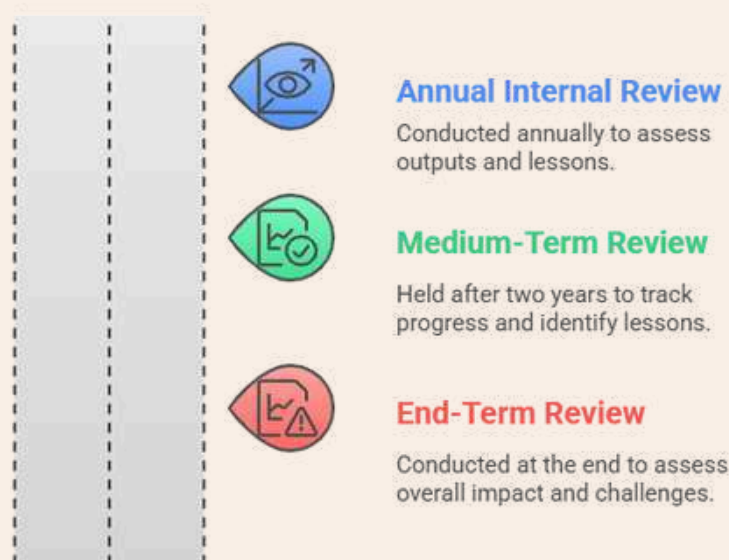 Annual Internal Review
Conducted annually to assess
outputs and lessons.
Medium-Term Review
Held after two years to track
progress and identify lessons.
End-Term Review
Conducted at the end to assess
overall impact and challenges.